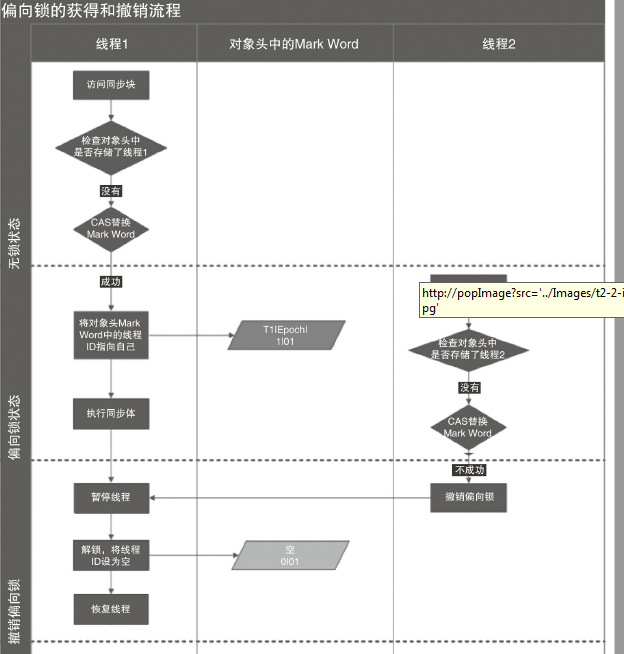 偏向锁的获得和撤销流程
线程1
对象头中的Mark Word
线程2
无锁状态
访问同步块
检查对象头中
是否存储了线程1
没有
CAS替换
Mark Word
偏向锁状态
成功
将对象头Mark
Word中的线程
ID指向自己
T1|Epoch|
1|01
执行同步体
http://popImage?src='../Images/t2-2-i
pg'
检查对象头中
是否存储了线程2
没有
CAS替换
Mark Word
不成功
撤销偏向锁
撤销偏向锁
暂停线程
解锁，将线程
ID设为空
空
0|01
恢复线程